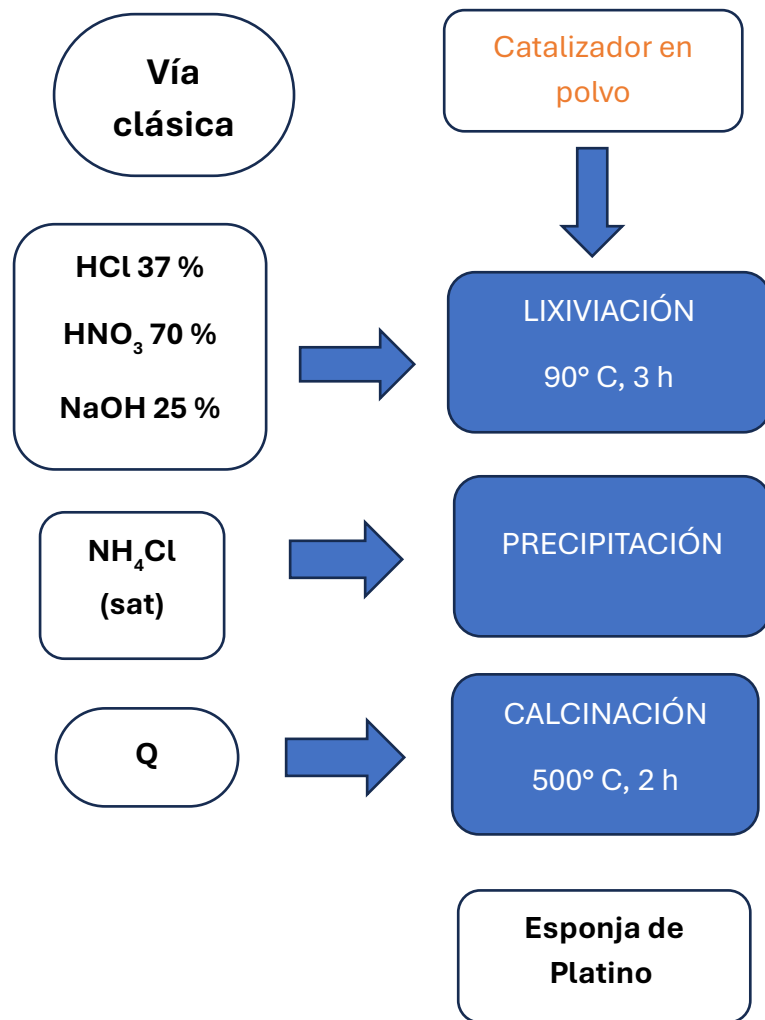 Vía
clásica
Catalizador en
polvo
HCl 37 %
HNO₃ 70 %
NaOH 25 %
LIXIVIACIÓN
90° C, 3 h
NH₄Cl
(sat)
PRECIPITACIÓN
Q
CALCINACIÓN
500° C, 2 h
Esponja de
Platino